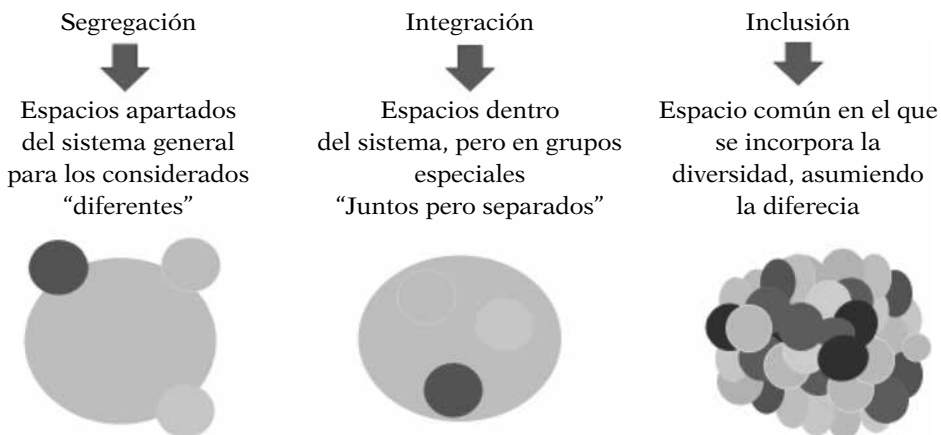 Segregación
Espacios apartados
del sistema general
para los considerados
“diferentes”
Integración
Espacios dentro
del sistema, pero en grupos
especiales
“Juntos pero separados”
Inclusión
Espacio común en el que
se incorpora la
diversidad, asumiendo
la diferecia